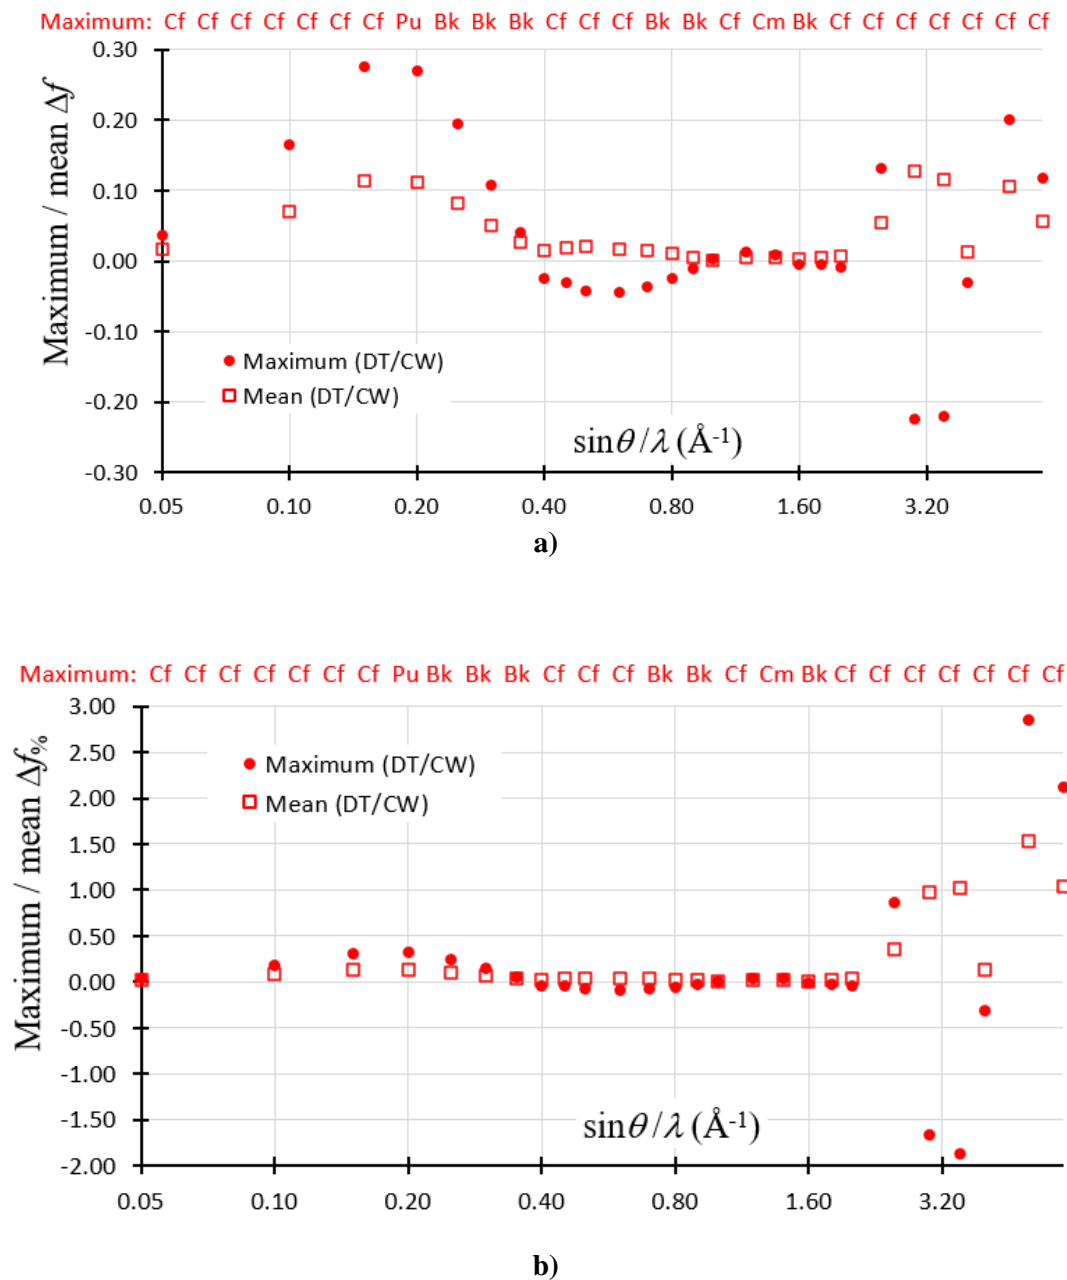 Maximum: Cf Cf Cf Cf Cf Cf Cf Pu Bk Bk Bk Cf Cf Cf Bk Bk Cf Cm Bk Cf Cf Cf Cf Cf Cf Cf
Maximum / mean Δf
0.30
0.20
0.10
0.00
-0.10
-0.20
-0.30
Maximum (DT/CW)
Mean (DT/CW)
sinθ/λ (Å-1)
0.05 0.10 0.20 0.40 0.80 1.60 3.20
a)
Maximum: Cf Cf Cf Cf Cf Cf Cf Pu Bk Bk Bk Cf Cf Cf Bk Bk Cf Cm Bk Cf Cf Cf Cf Cf Cf Cf
Maximum / mean Δf%
3.00
2.50
2.00
1.50
1.00
0.50
0.00
-0.50
-1.00
-1.50
-2.00
Maximum (DT/CW)
Mean (DT/CW)
sinθ/λ (Å-1)
0.05 0.10 0.20 0.40 0.80 1.60 3.20
b)